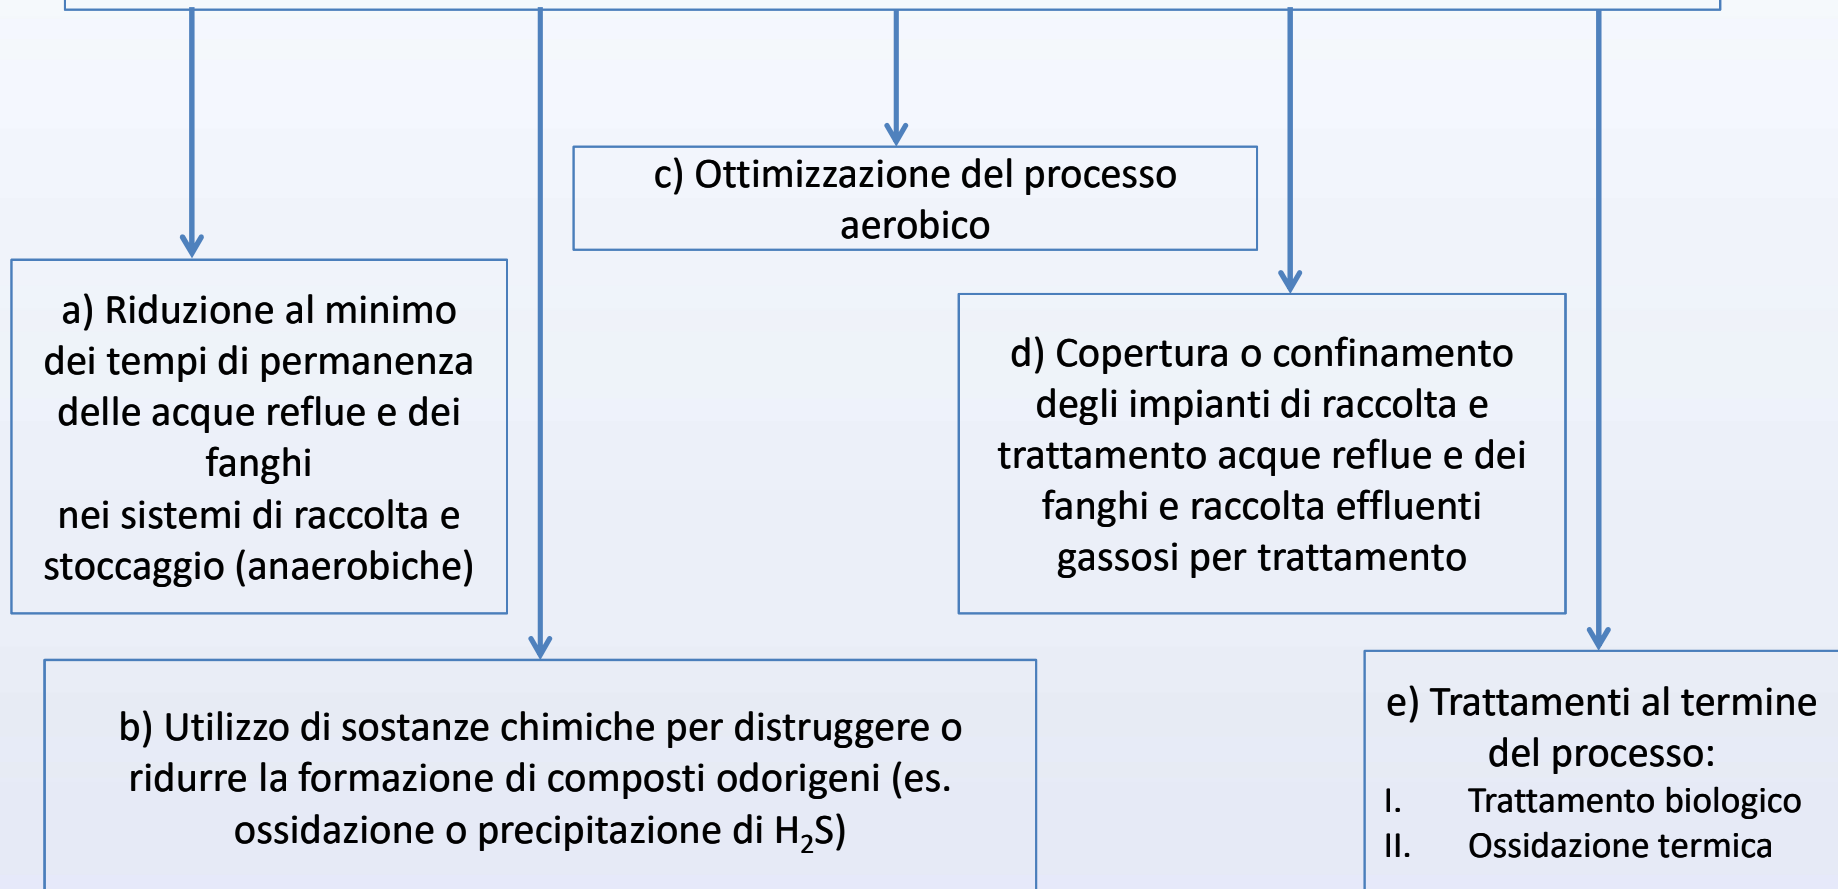 a) Riduzione al minimo
dei tempi di permanenza
delle acque reflue e dei
fanghi
nei sistemi di raccolta e
stoccaggio (anaerobiche)
b) Utilizzo di sostanze chimiche per distruggere o
ridurre la formazione di composti odorigeni (es.
ossidazione o precipitazione di H₂S)
c) Ottimizzazione del processo
aerobico
d) Copertura o confinamento
degli impianti di raccolta e
trattamento acque reflue e dei
fanghi e raccolta effluenti
gassosi per trattamento
e) Trattamenti al termine
del processo:
I. Trattamento biologico
II. Ossidazione termica